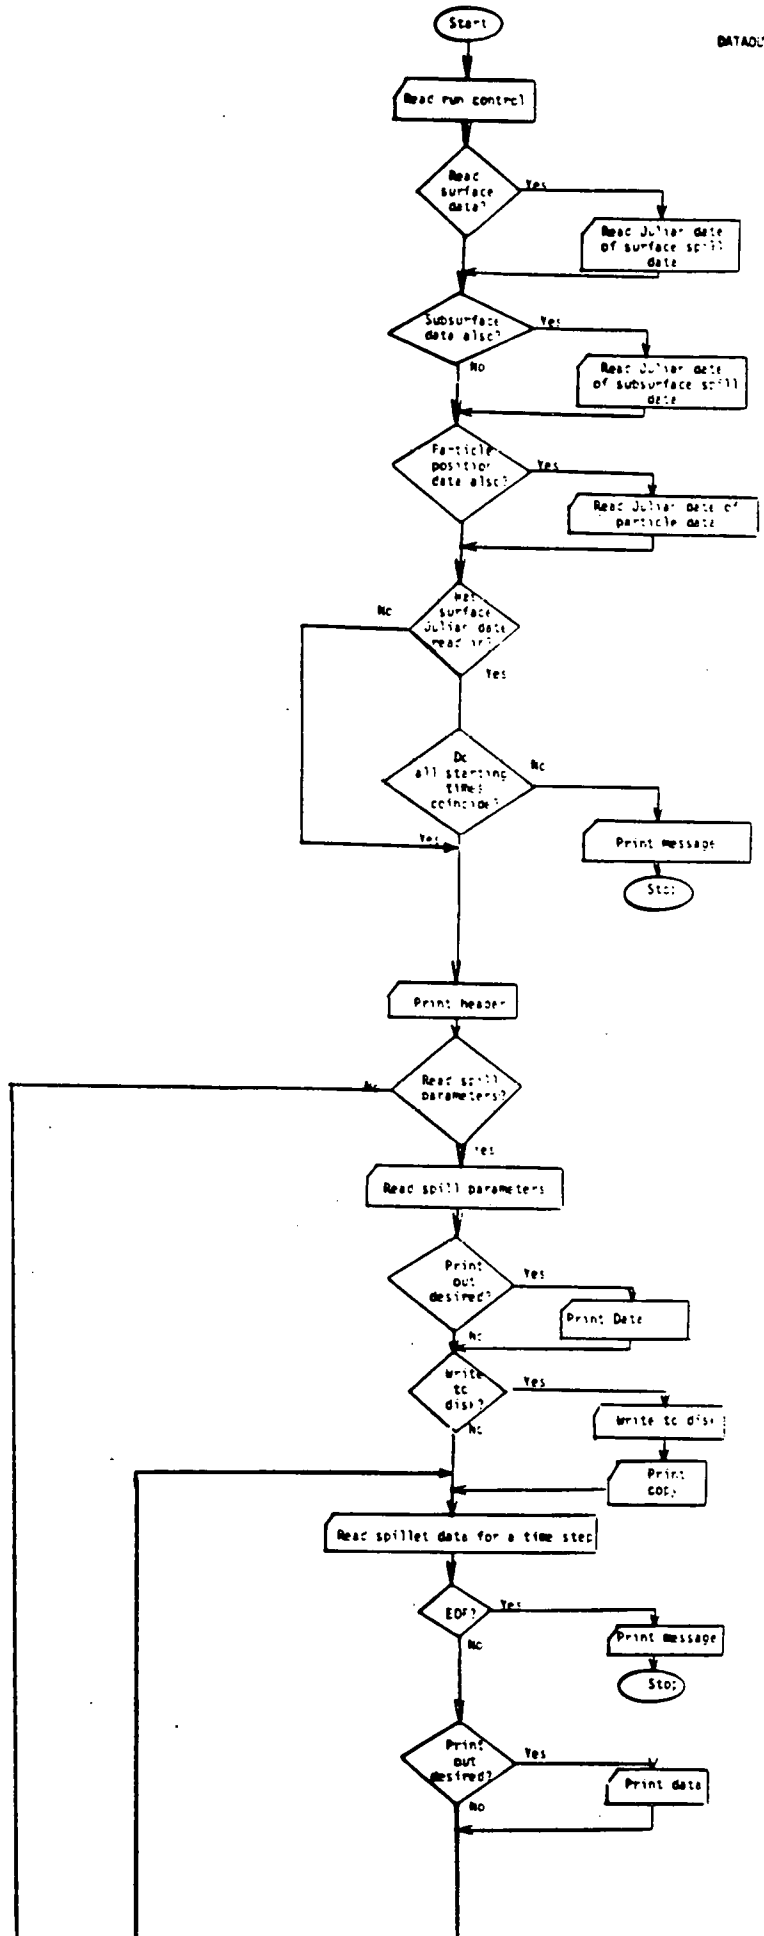 Start
DATAOU
Read run control
Read
surface
data?
Yes
Read Julian date
of surface spill
data
Subsurface
data also?
Yes
No
Read Julian date
of subsurface spill
data
Particle
position
data also?
Yes
Read Julian date of
particle data
Was
surface
Julian date
read in?
No
Yes
Do
all starting
times
coincide?
No
Yes
Print message
Stop
Print header
Read spill
parameters?
No
Yes
Read spill parameters
Print
out
desired?
Yes
No
Print Data
Write
to
disk?
Yes
No
Write to disk
Print
copy
Read spillet data for a time step
EOF?
Yes
No
Print message
Stop
Print
out
desired?
Yes
No
Print data